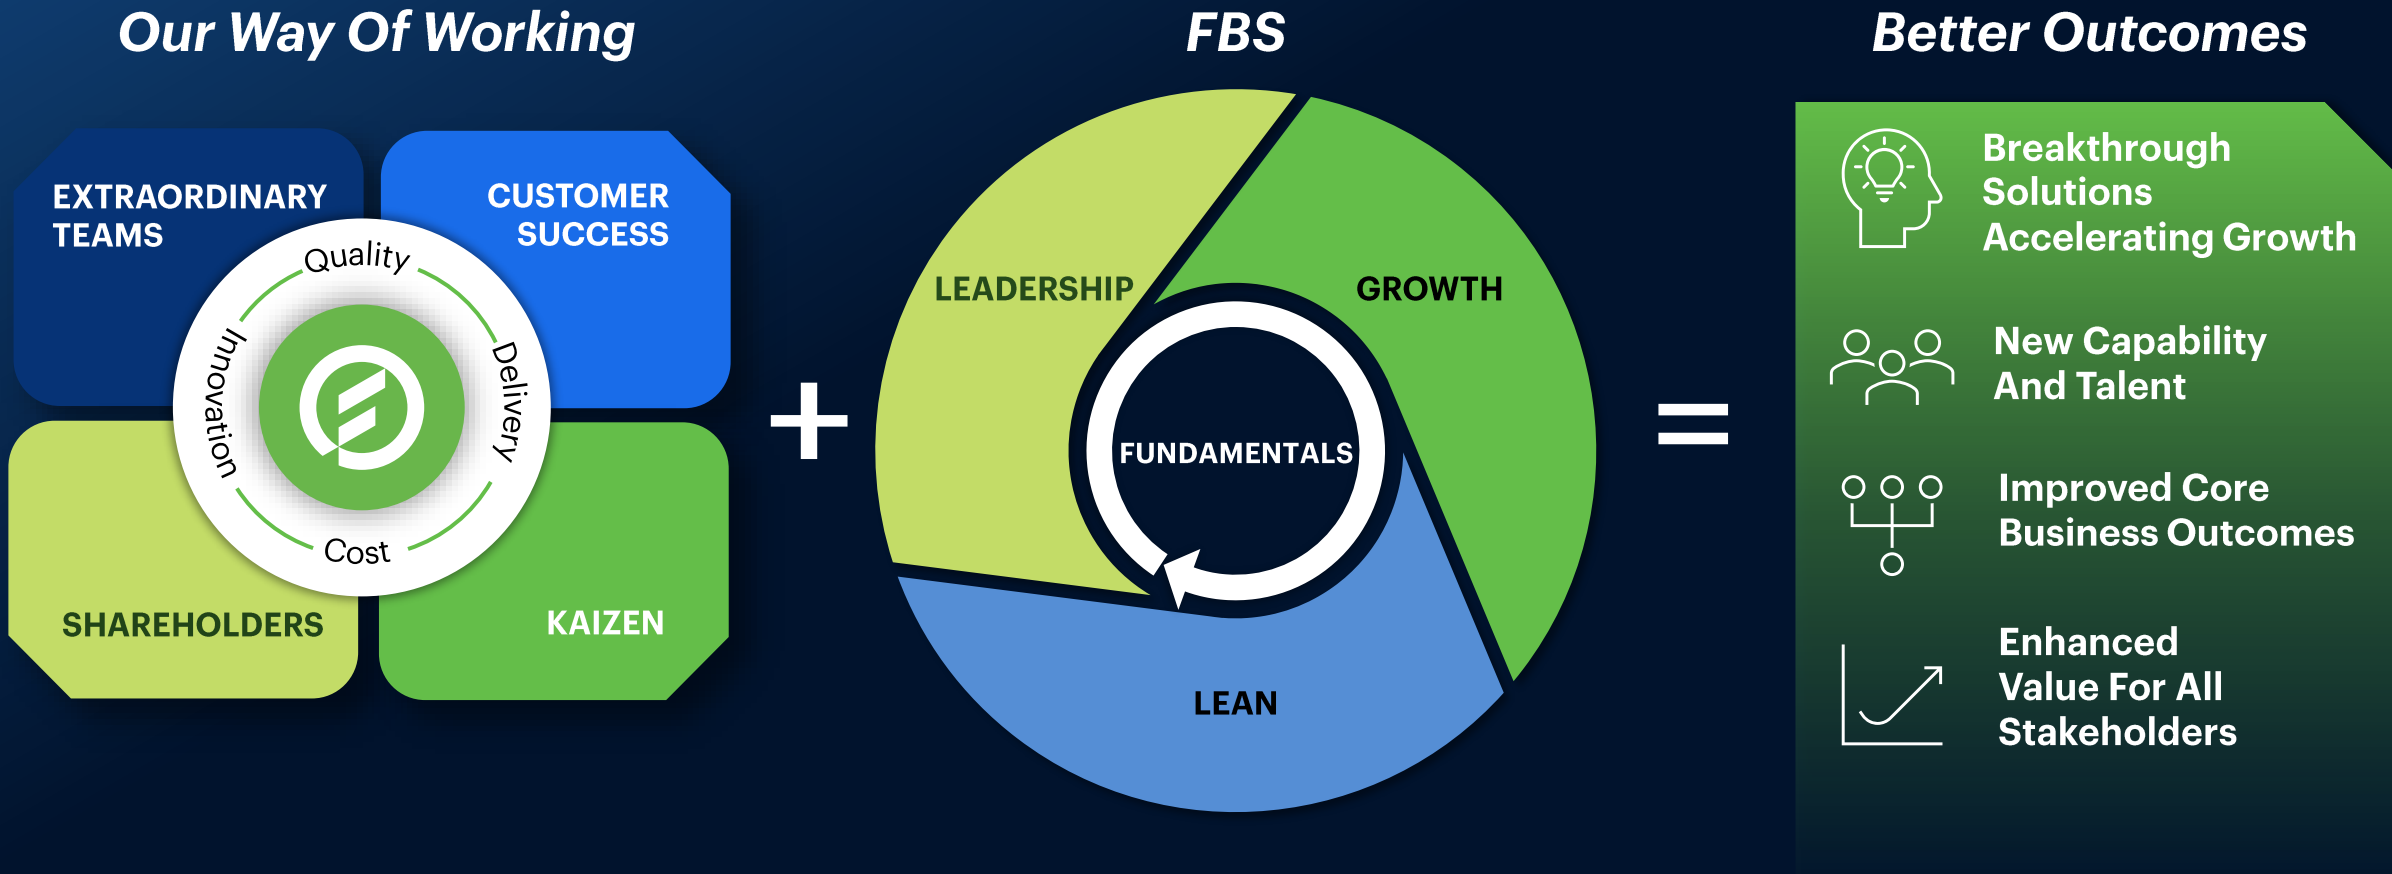 Our Way Of Working
EXTRAORDINARY
TEAMS
CUSTOMER
SUCCESS
Quality
Delivery
Cost
Innovation
SHAREHOLDERS
KAIZEN
+
FBS
LEADERSHIP
GROWTH
FUNDAMENTALS
LEAN
=
Better Outcomes
Breakthrough
Solutions
Accelerating Growth
New Capability
And Talent
Improved Core
Business Outcomes
Enhanced
Value For All
Stakeholders